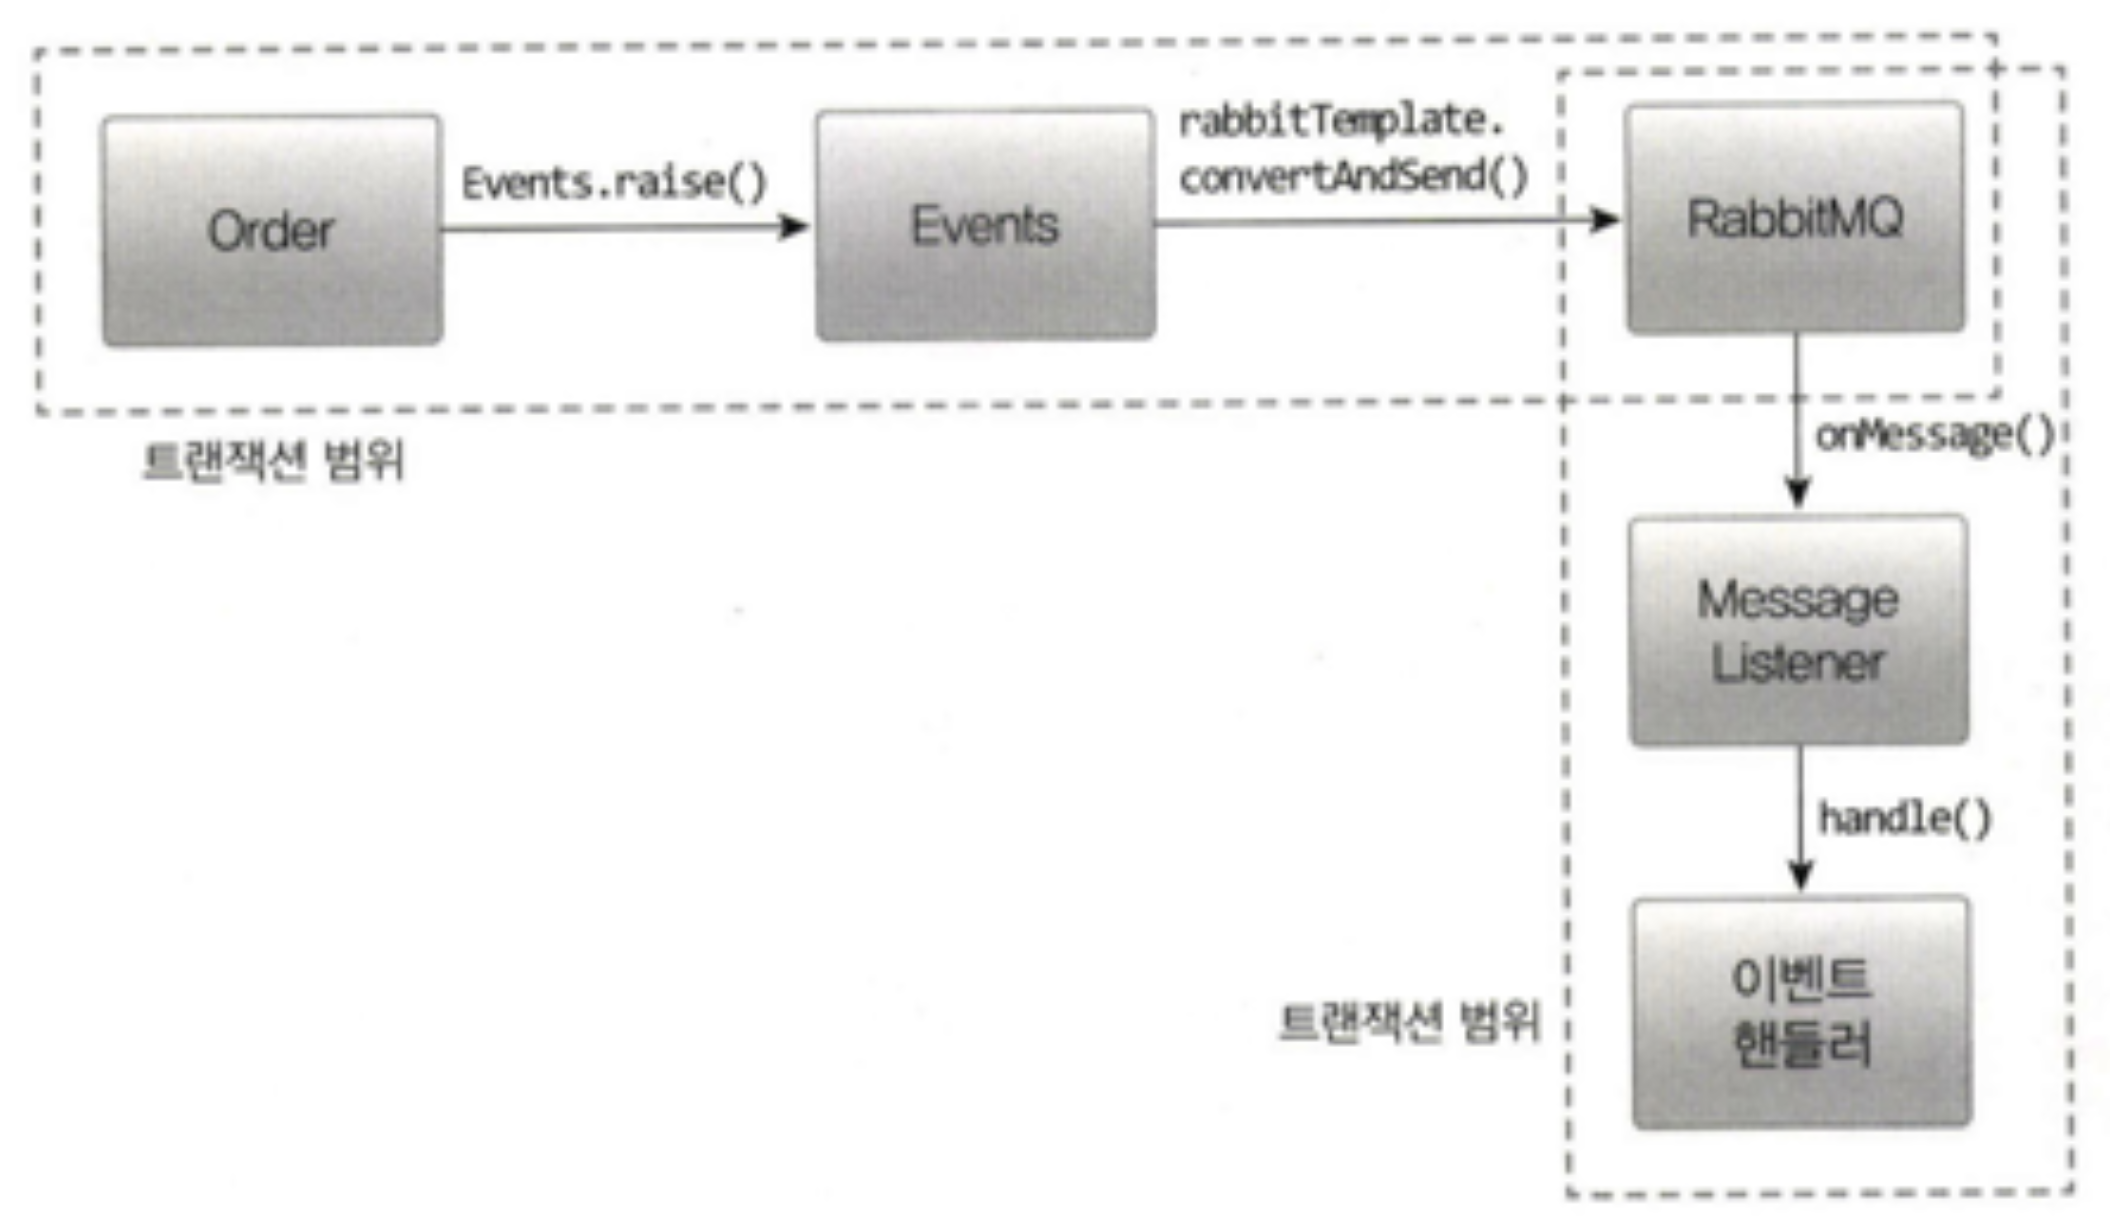 Order
Events.raise()
Events
rabbitTemplate.
convertAndSend()
RabbitMQ
트랜잭션 범위
onMessage()
Message
Listener
handle()
이벤트
핸들러
트랜잭션 범위